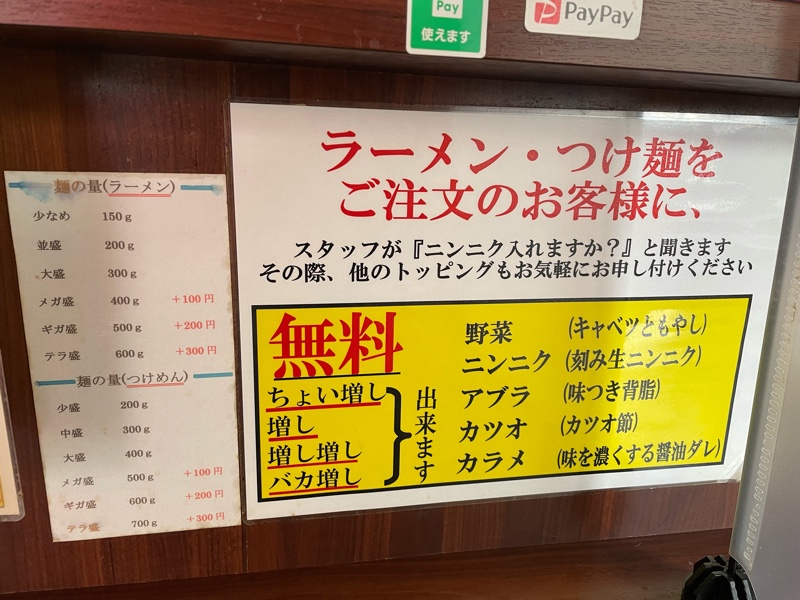 Pay
使えます
PayPay
麺の量(ラーメン)
少なめ 150g
並盛 200g
大盛 300g
メガ盛 400g +100円
ギガ盛 500g +200円
テラ盛 600g +300円
麺の量(つけめん)
少盛 200g
中盛 300g
大盛 400g
メガ盛 500g +100円
ギガ盛 600g +200円
テラ盛 700g +300円
ラーメン・つけ麺を
ご注文のお客様に、
スタッフが『ニンニク入れますか?』と聞きます
その際、他のトッピングもお気軽にお申し付けください
無料
ちょい増し
増し
増し増し
バカ増し
出来ます
野菜 (キャベツともやし)
ニンニク (刻み生ニンニク)
アブラ (味つき背脂)
カツオ (カツオ節)
カラメ (味を濃くする醤油ダレ)